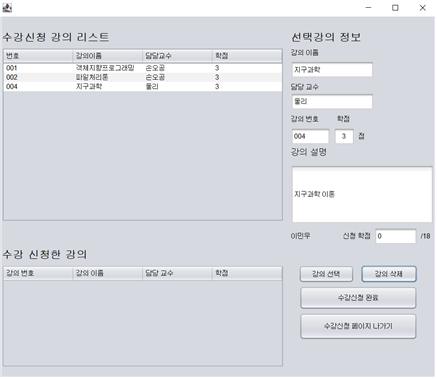 수강신청 강의 리스트
번호 강의이름 담당교수 학점
001 객체지향프로그래밍 손오공 3
002 파일처리론 손오공 3
004 지구과학 둘리 3
수강 신청한 강의
강의 번호 강의 이름 담당 교수 학점
선택강의 정보
강의 이름
지구과학
담당 교수
둘리
강의 번호 학점
004 3 점
강의 설명
지구과학 이론
이민우 신청 학점 0 /18
강의 선택 강의 삭제
수강신청 완료
수강신청 페이지 나가기